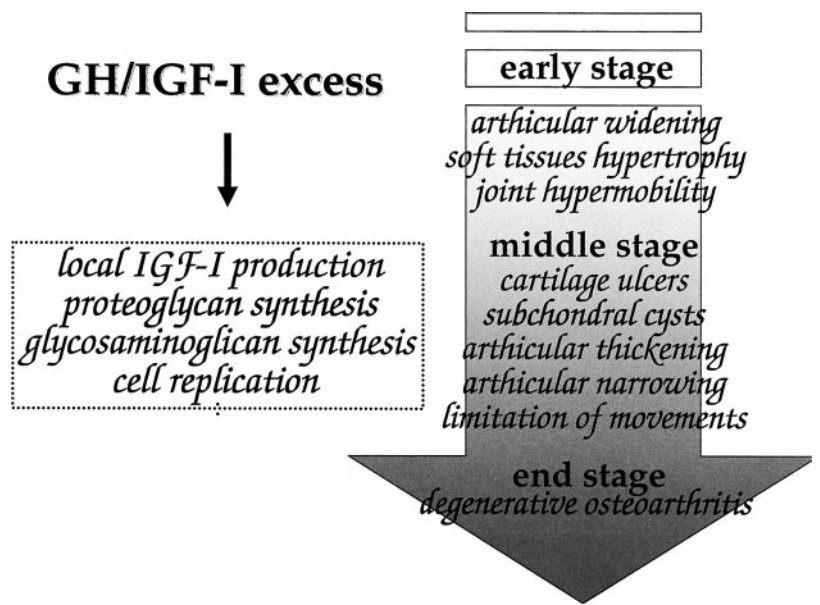 GH/IGF-I excess
local IGF-I production
proteoglycan synthesis
glycosaminoglican synthesis
cell replication
early stage
arthicular widening
soft tissues hypertrophy
joint hypermobility
middle stage
cartilage ulcers
subchondral cysts
arthicular thickening
arthicular narrowing
limitation of movements
end stage
degenerative osteoarthritis